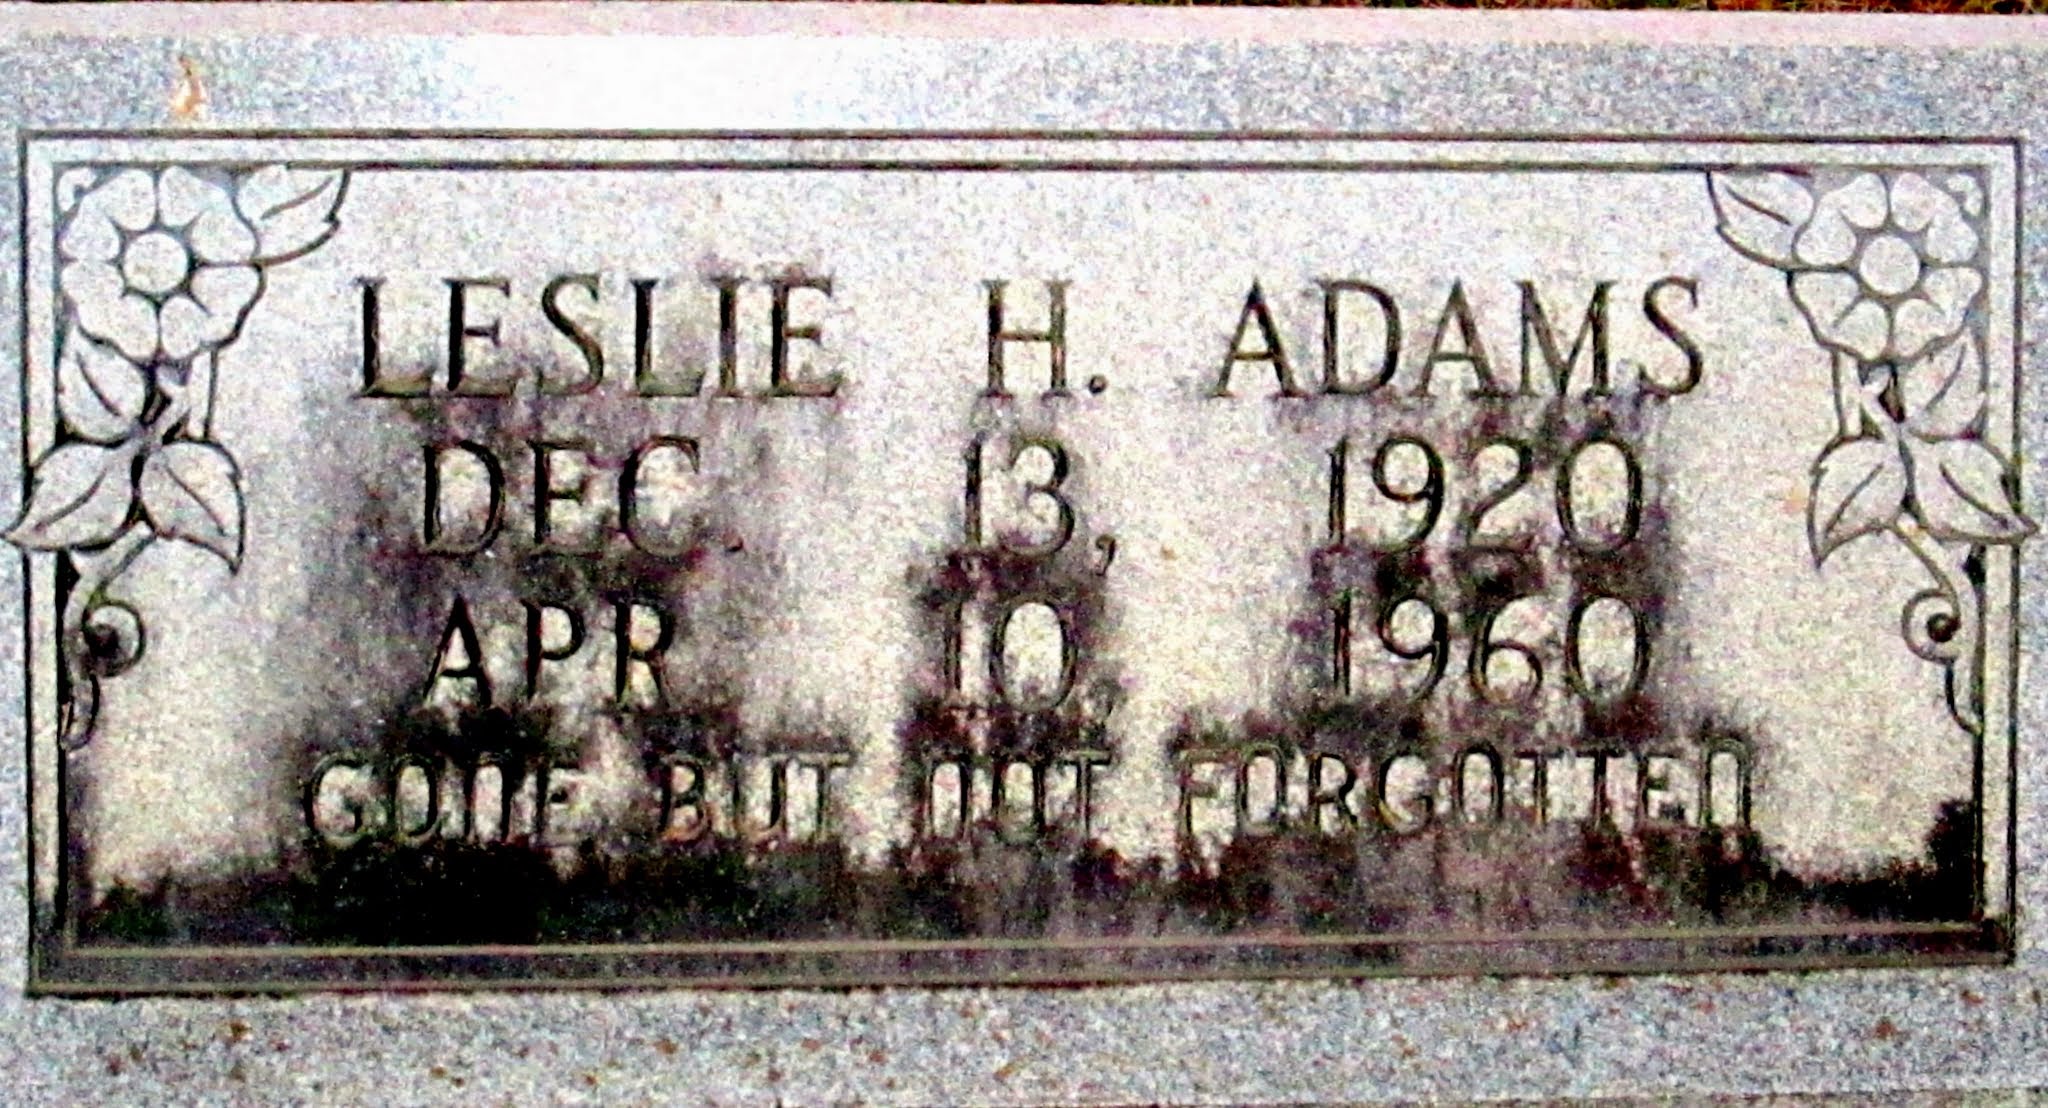 LESLIE H. ADAMS
DEC. 13, 1920
APR 10, 1960
GONE BUT NOT FORGOTTEN